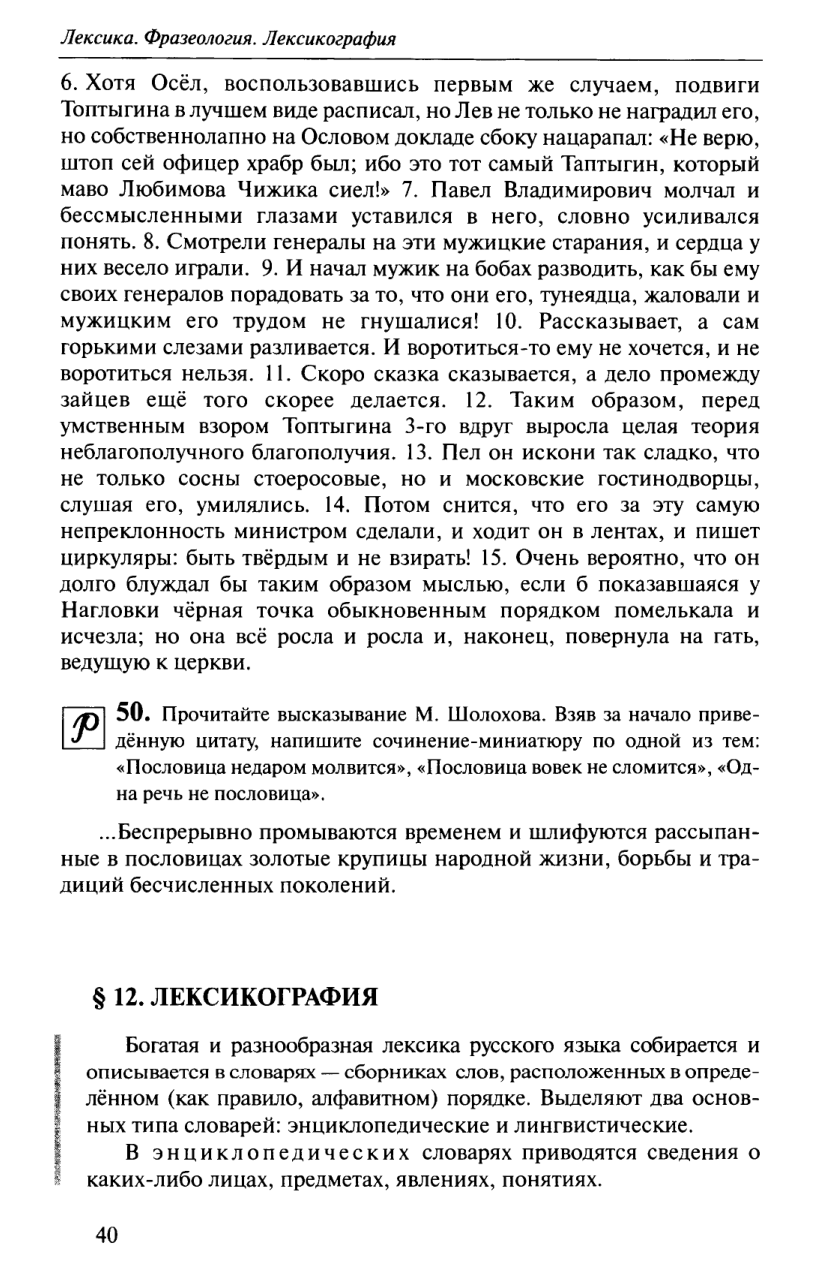 Лексика. Фразеология. Лексикография
6. Хотя Осёл, воспользовавшись первым же случаем, подвиги
Топтыгина в лучшем виде расписал, но Лев не только не наградил его,
но собственнолапно на Ословом докладе сбоку нацарапал: «Не верю,
штоп сей офицер храбр был; ибо это тот самый Таптыгин, который
маво Любимова Чижика сиел!» 7. Павел Владимирович молчал и
бессмысленными глазами уставился в него, словно усиливался
понять. 8. Смотрели генералы на эти мужицкие старания, и сердца у
них весело играли. 9. И начал мужик на бобах разводить, как бы ему
своих генералов порадовать за то, что они его, тунеядца, жаловали и
мужицким его трудом не гнушалися! 10. Рассказывает, а сам
горькими слезами разливается. И воротиться-то ему не хочется, и не
воротиться нельзя. 11. Скоро сказка сказывается, а дело промежду
зайцев ещё того скорее делается. 12. Таким образом, перед
умственным взором Топтыгина 3-го вдруг выросла целая теория
неблагополучного благополучия. 13. Пел он искони так сладко, что
не только сосны стоеросовые, но и московские гостинодворцы,
слушая его, умилялись. 14. Потом снится, что его за эту самую
непреклонность министром сделали, и ходит он в лентах, и пишет
циркуляры: быть твёрдым и не взирать! 15. Очень вероятно, что он
долго блуждал бы таким образом мыслью, если б показавшаяся у
Нагловки чёрная точка обыкновенным порядком помелькала и
исчезла; но она всё росла и росла и, наконец, повернула на гать,
ведущую к церкви.
Р 50. Прочитайте высказывание М. Шолохова. Взяв за начало приве-
дённую цитату, напишите сочинение-миниатюру по одной из тем:
«Пословица недаром молвится», «Пословица вовек не сломится», «Од-
на речь не пословица».
...Беспрерывно промываются временем и шлифуются рассыпан-
ные в пословицах золотые крупицы народной жизни, борьбы и тра-
диций бесчисленных поколений.
§ 12. ЛЕКСИКОГРАФИЯ
Богатая и разнообразная лексика русского языка собирается и
описывается в словарях — сборниках слов, расположенных в опреде-
лённом (как правило, алфавитном) порядке. Выделяют два основ-
ных типа словарей: энциклопедические и лингвистические.
В энциклопедических словарях приводятся сведения о
каких-либо лицах, предметах, явлениях, понятиях.
40